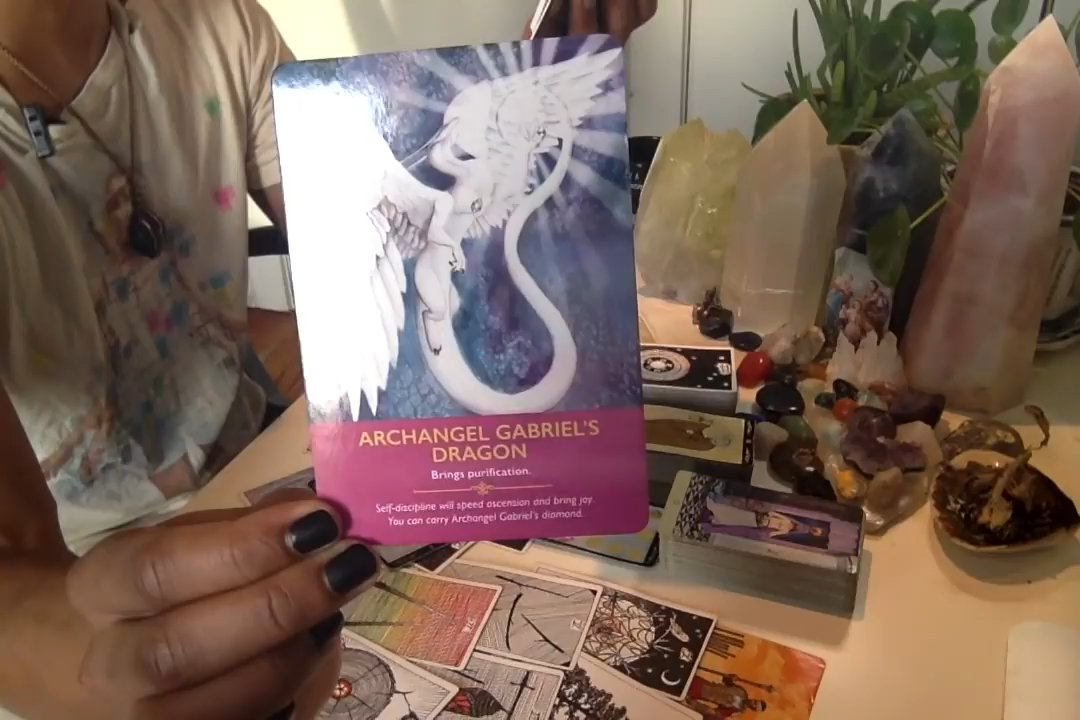 ARCHANGEL GABRIEL'S
DRAGON
Brings purification.
Self-discipline will speed ascension and bring joy.
You can carry Archangel Gabriel's diamond.